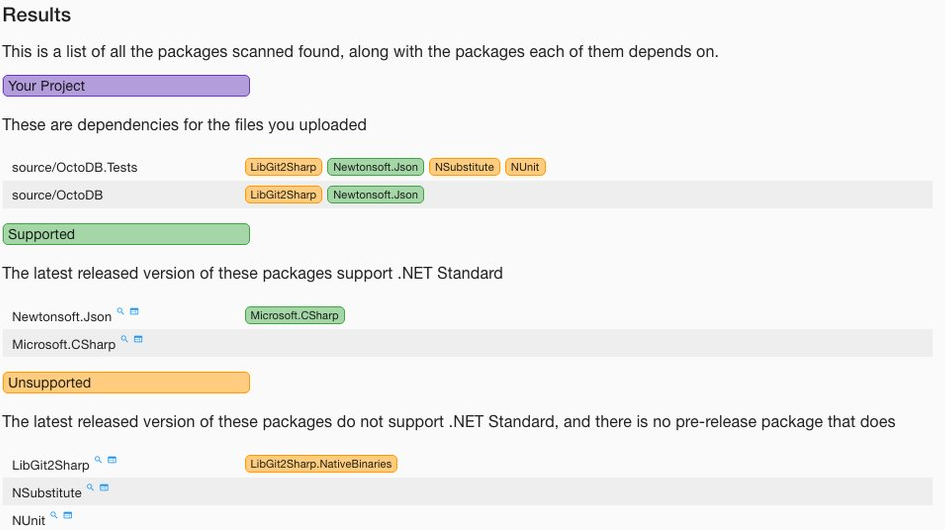 Results
This is a list of all the packages scanned found, along with the packages each of them depends on.
Your Project
These are dependencies for the files you uploaded
source/OctoDB.Tests LibGit2Sharp Newtonsoft.Json NSubstitute NUnit
source/OctoDB LibGit2Sharp Newtonsoft.Json
Supported
The latest released version of these packages support .NET Standard
Newtonsoft.Json Microsoft.CSharp
Microsoft.CSharp
Unsupported
The latest released version of these packages do not support .NET Standard, and there is no pre-release package that does
LibGit2Sharp LibGit2Sharp.NativeBinaries
NSubstitute
NUnit